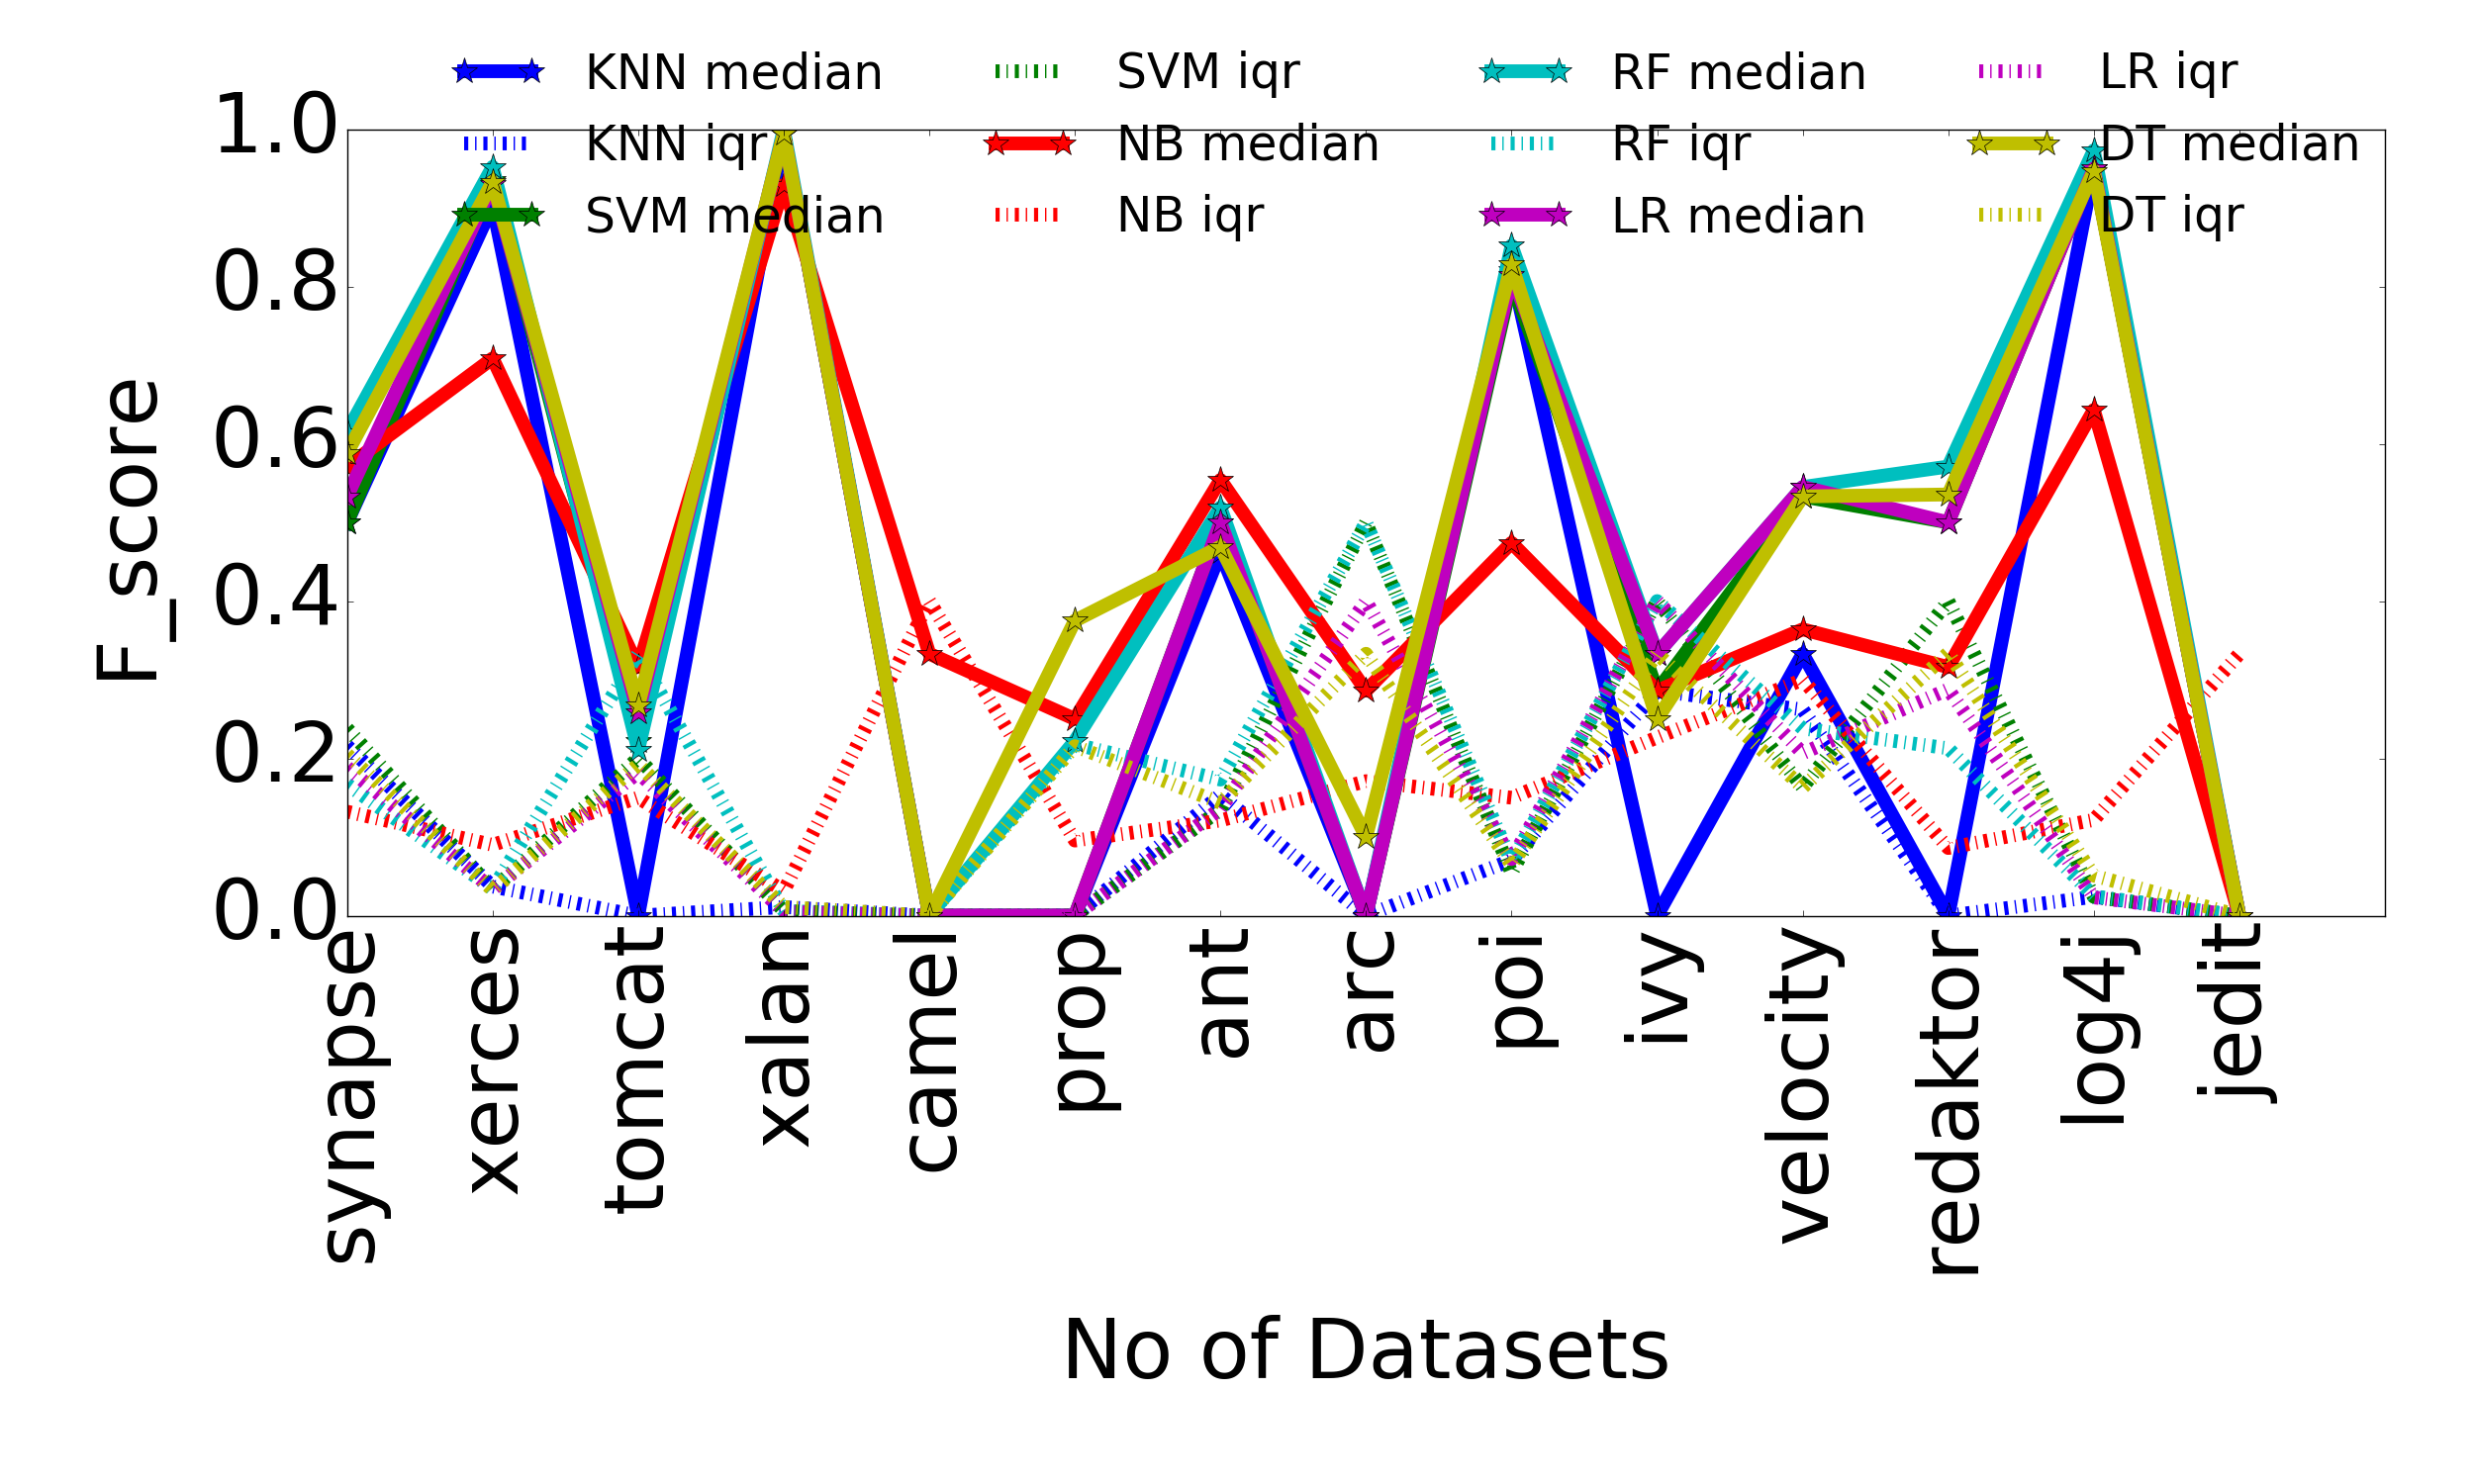 KNN median
KNN iqr
SVM median
SVM iqr
NB median
NB iqr
RF median
RF iqr
LR median
LR iqr
DT median
DT iqr
F_score
1.0
0.8
0.6
0.4
0.2
0.0
synapse
xerces
tomcat
xalan
camel
prop
ant
arc
poi
ivy
velocity
redaktor
log4j
jedit
No of Datasets